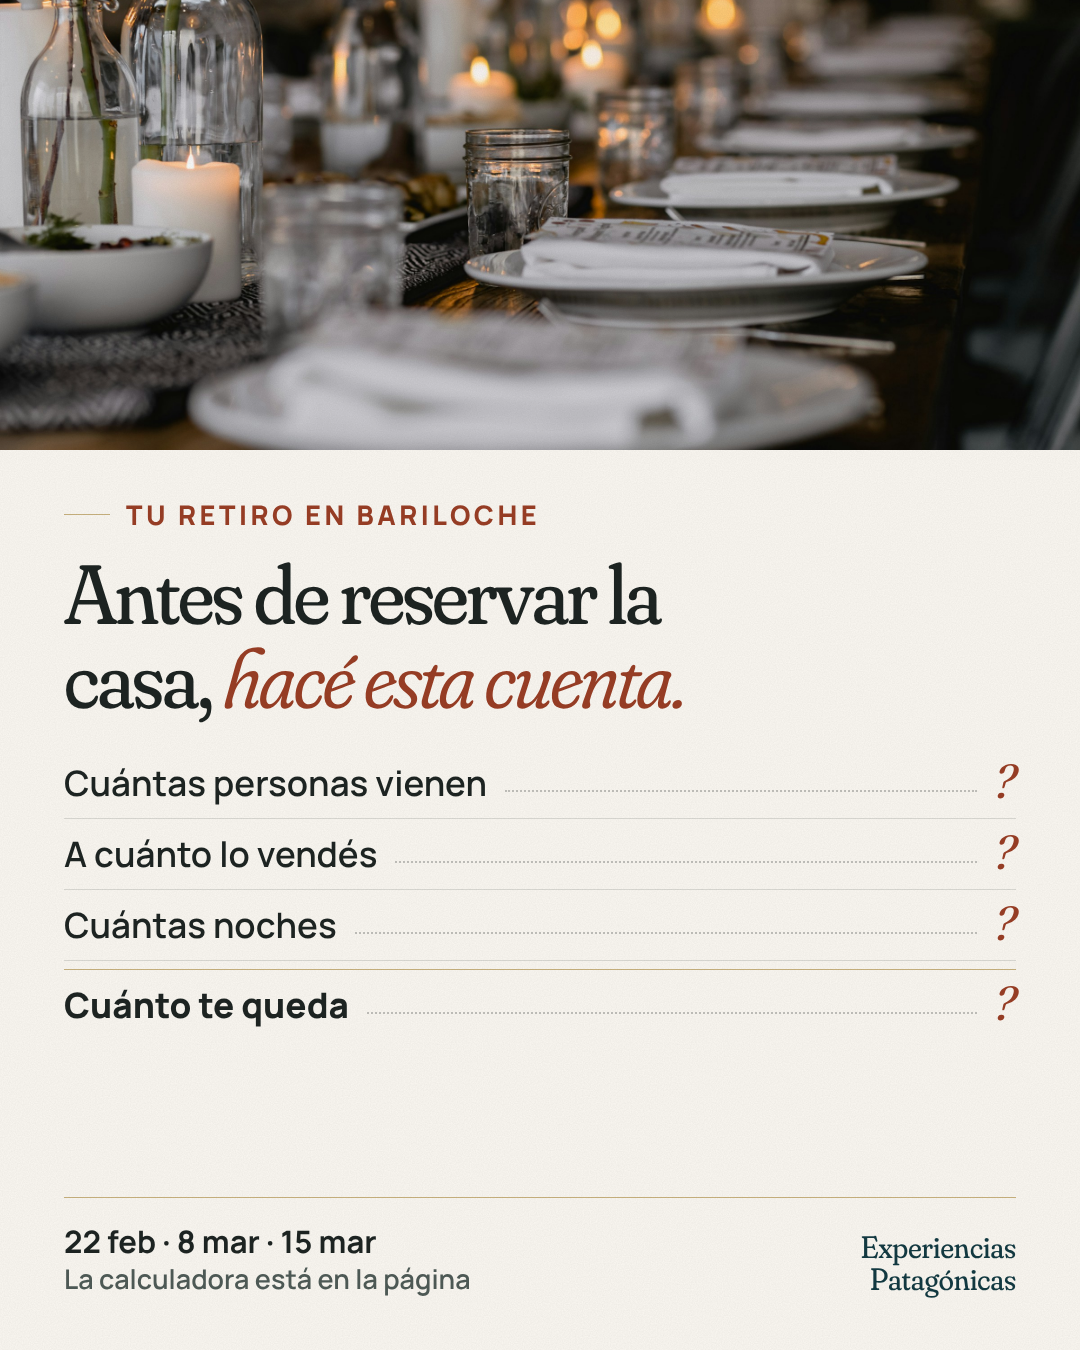 TU RETIRO EN BARILOCHE
Antes de reservar la
casa, hacé esta cuenta.
Cuántas personas vienen ?
A cuánto lo vendés ?
Cuántas noches ?
Cuánto te queda ?
22 feb · 8 mar · 15 mar
La calculadora está en la página
Experiencias
Patagónicas